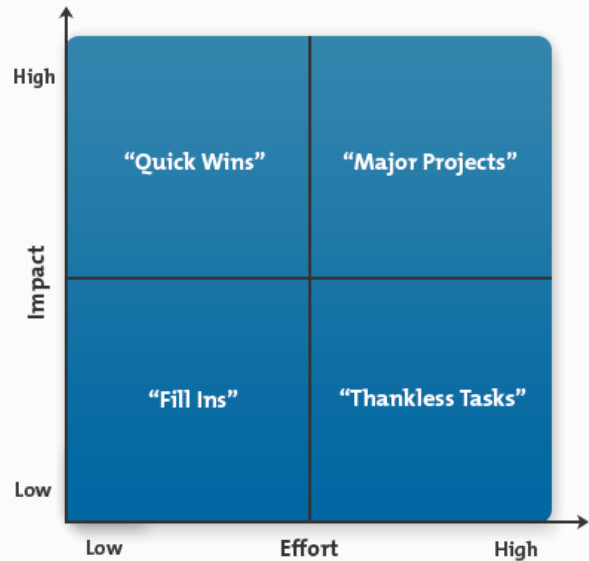 High
“Quick Wins”
“Major Projects”
Impact
“Fill Ins”
“Thankless Tasks”
Low
Low
Effort
High